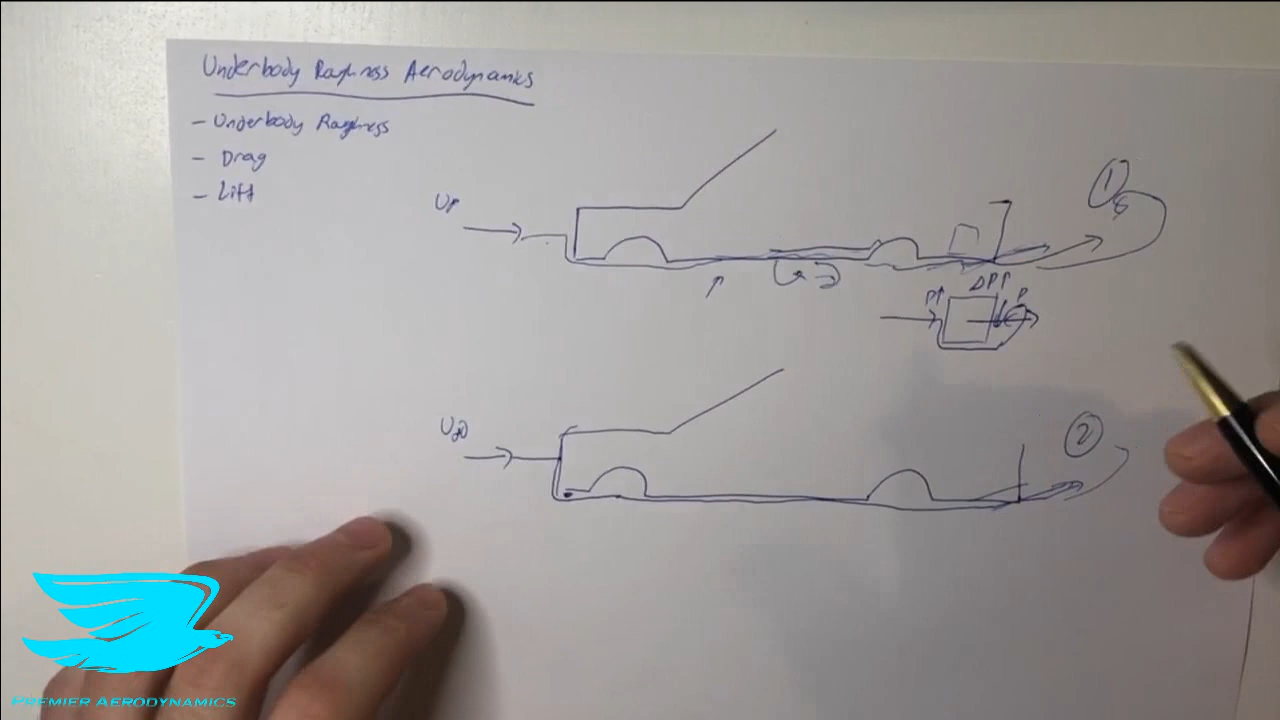 Underbody Roughness Aerodynamics
- Underbody Roughness
- Drag
- Lift
1
ΔP↑
P↑
P
U∞
2
PREMIER AERODYNAMICS